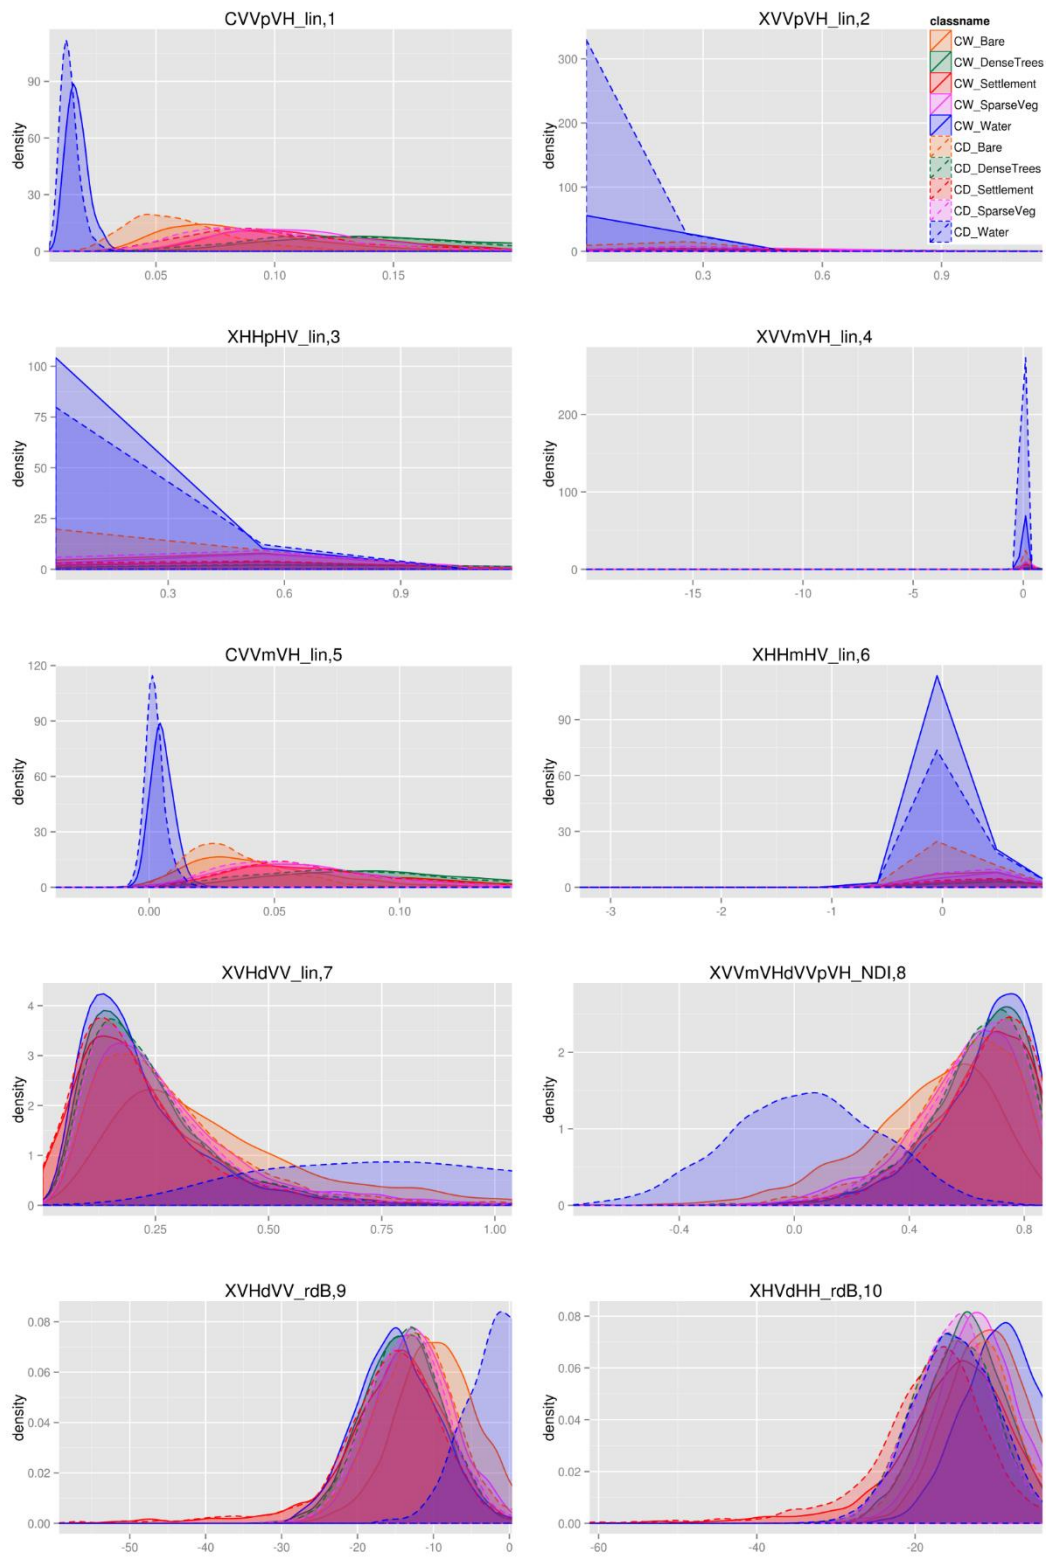 CVVpVH_lin,1
density
90
60
30
0
0.05
0.10
0.15
XVVpVH_lin,2
density
300
200
100
0
0.3
0.6
0.9
classname
CW_Bare
CW_DenseTrees
CW_Settlement
CW_SparseVeg
CW_Water
CD_Bare
CD_DenseTrees
CD_Settlement
CD_SparseVeg
CD_Water
XHHpHV_lin,3
density
100
75
50
25
0
0.3
0.6
0.9
XVVmVH_lin,4
density
200
100
0
-15
-10
-5
0
CVVmVH_lin,5
density
120
90
60
30
0
0.00
0.05
0.10
XHHmHV_lin,6
density
90
60
30
0
-3
-2
-1
0
XVHdVV_lin,7
density
4
3
2
1
0
0.25
0.50
0.75
1.00
XVVmVHdVVpVH_NDI,8
density
2
1
0
-0.4
0.0
0.4
0.8
XVHdVV_rdB,9
density
0.08
0.06
0.04
0.02
0.00
-50
-40
-30
-20
-10
0
XHVdHH_rdB,10
density
0.08
0.06
0.04
0.02
0.00
-60
-40
-20